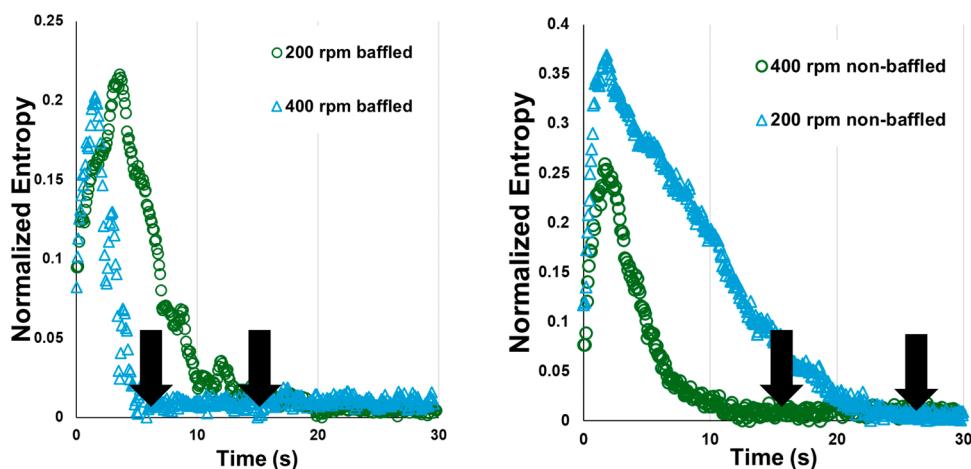 Normalized Entropy
0.25
0.2
0.15
0.1
0.05
0
200 rpm baffled
400 rpm baffled
0
10
20
30
Time (s)
Normalized Entropy
0.4
0.35
0.3
0.25
0.2
0.15
0.1
0.05
0
400 rpm non-baffled
200 rpm non-baffled
0
10
20
30
Time (s)